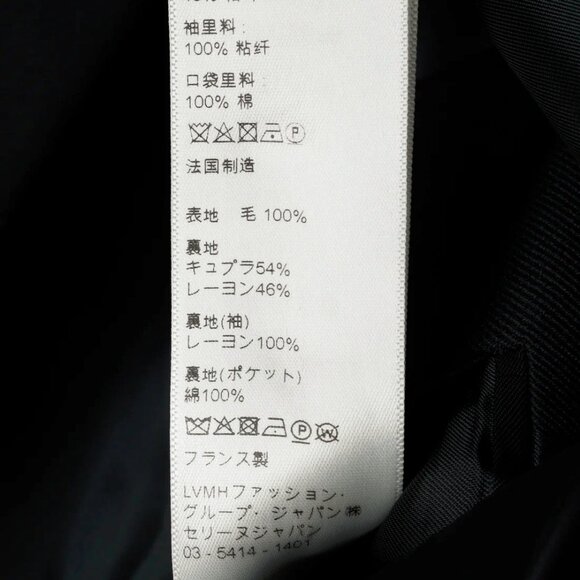 袖里料:
100% 粘纤
口袋里料:
100% 棉
法国制造
表地 毛 100%
裏地
キュプラ54%
レーヨン46%
裏地(袖)
レーヨン100%
裏地(ポケット)
綿100%
フランス製
LVMHファッション・
グループ・ジャパン㈱
セリーヌジャパン
03-5414-1401